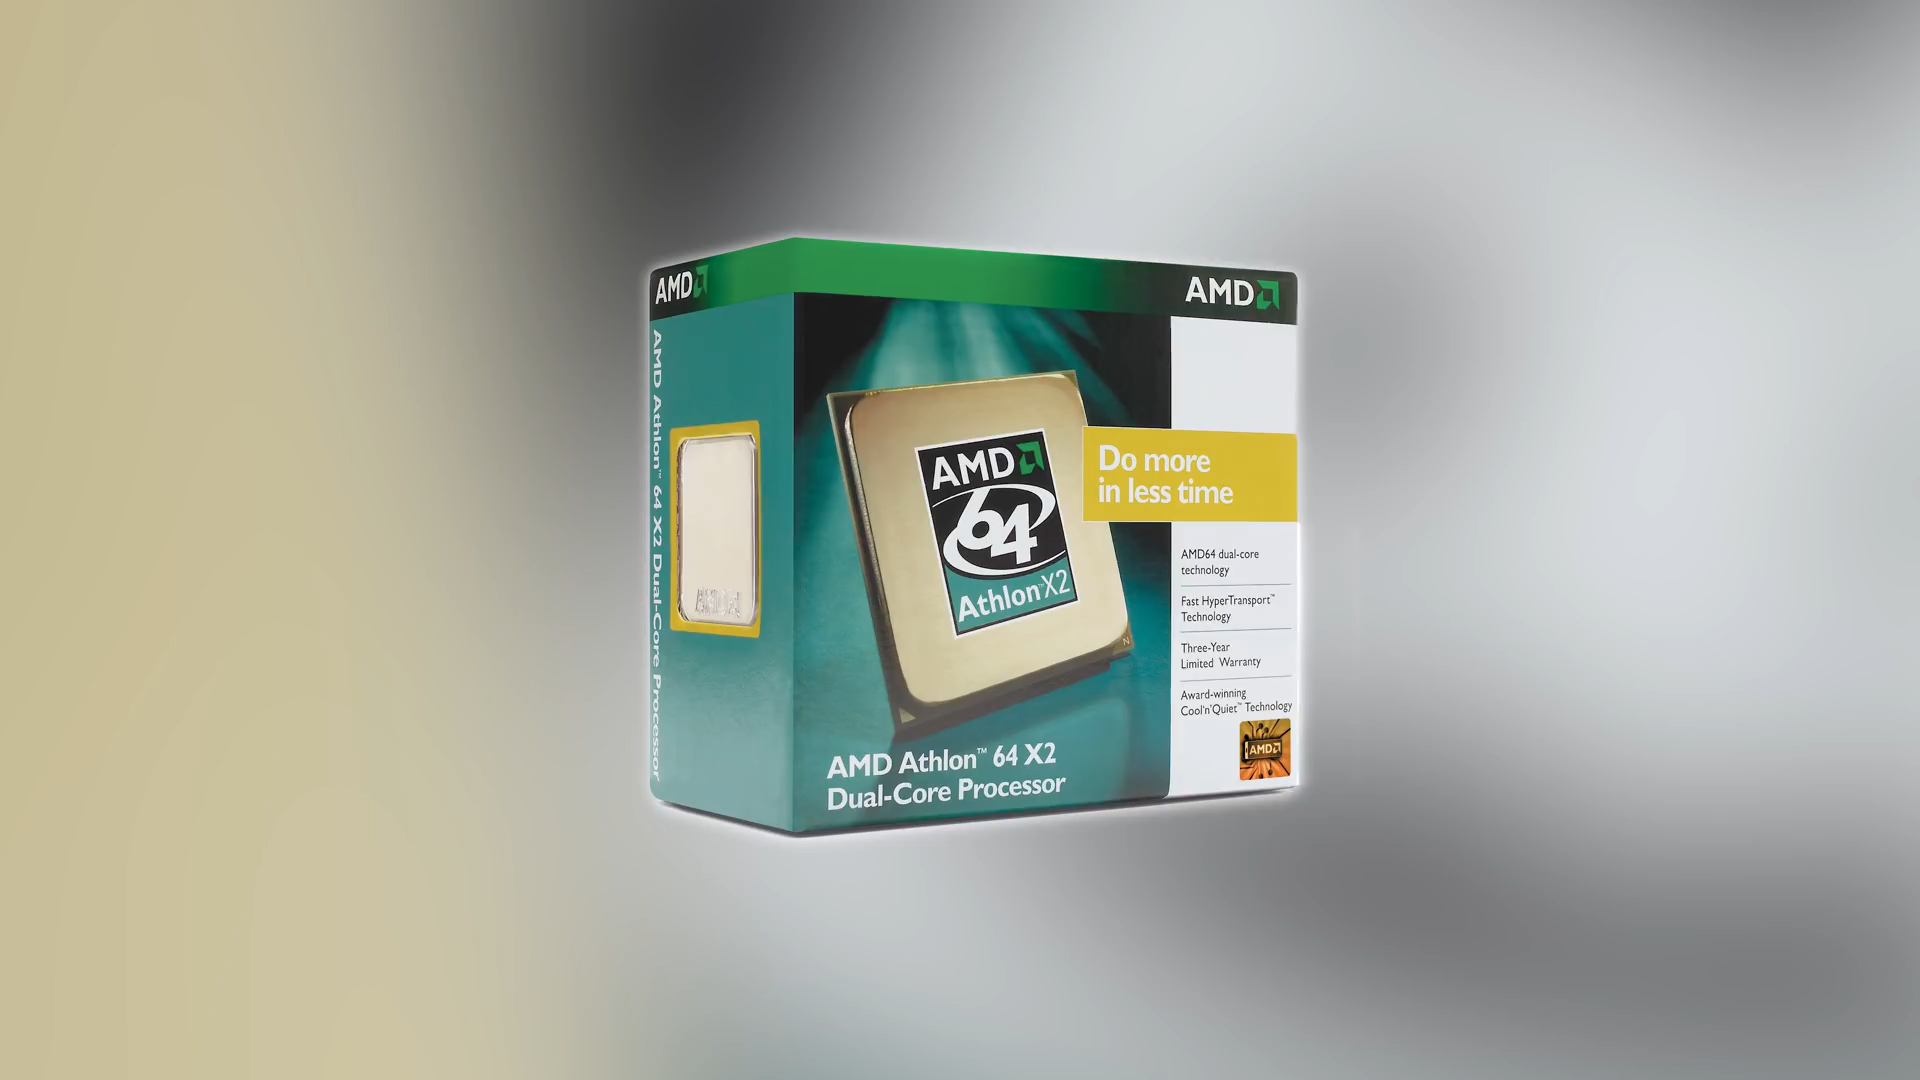 AMD
AMD
AMD Athlon™ 64 X2 Dual-Core Processor
AMD
AMD
64
Athlon™X2
N
Do more
in less time
AMD64 dual-core
technology
Fast HyperTransport™
Technology
Three-Year
Limited Warranty
Award-winning
Cool'n'Quiet™ Technology
AMD
AMD Athlon™ 64 X2
Dual-Core Processor